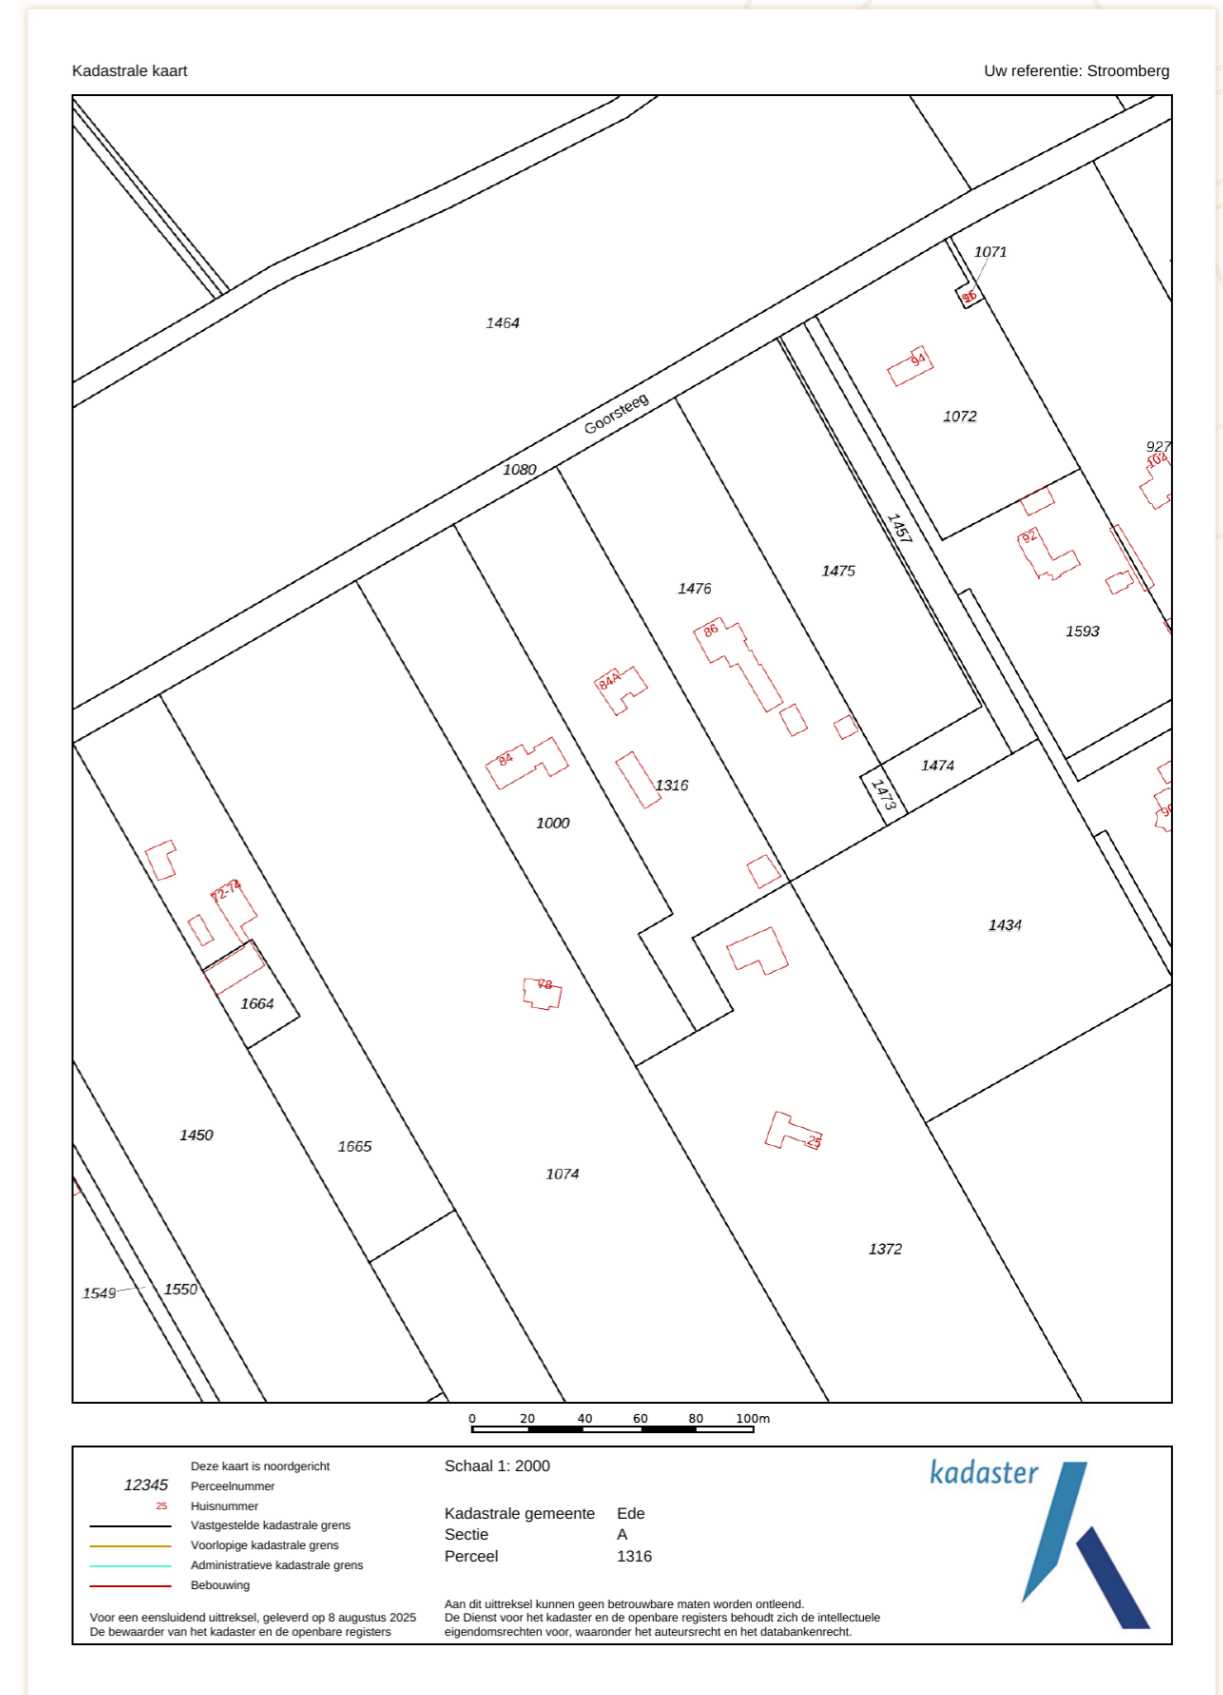 Kadastrale kaart
Uw referentie: Stroomberg
1071
96
1464
94
Goorsteeg
1072
927
102
1080
1457
92
1475
1476
86
1593
84A
84
1474
1316
1473
1000
90
72-74
1434
78
1664
1450
1665
25
1074
1372
1549
1550
0 20 40 60 80 100m
Deze kaart is noordgericht
12345 Perceelnummer
25 Huisnummer
Vastgestelde kadastrale grens
Voorlopige kadastrale grens
Administratieve kadastrale grens
Bebouwing
Voor een eensluidend uittreksel, geleverd op 8 augustus 2025
De bewaarder van het kadaster en de openbare registers
Schaal 1: 2000
Kadastrale gemeente Ede
Sectie A
Perceel 1316
Aan dit uittreksel kunnen geen betrouwbare maten worden ontleend.
De Dienst voor het kadaster en de openbare registers behoudt zich de intellectuele
eigendomsrechten voor, waaronder het auteursrecht en het databankenrecht.
kadaster